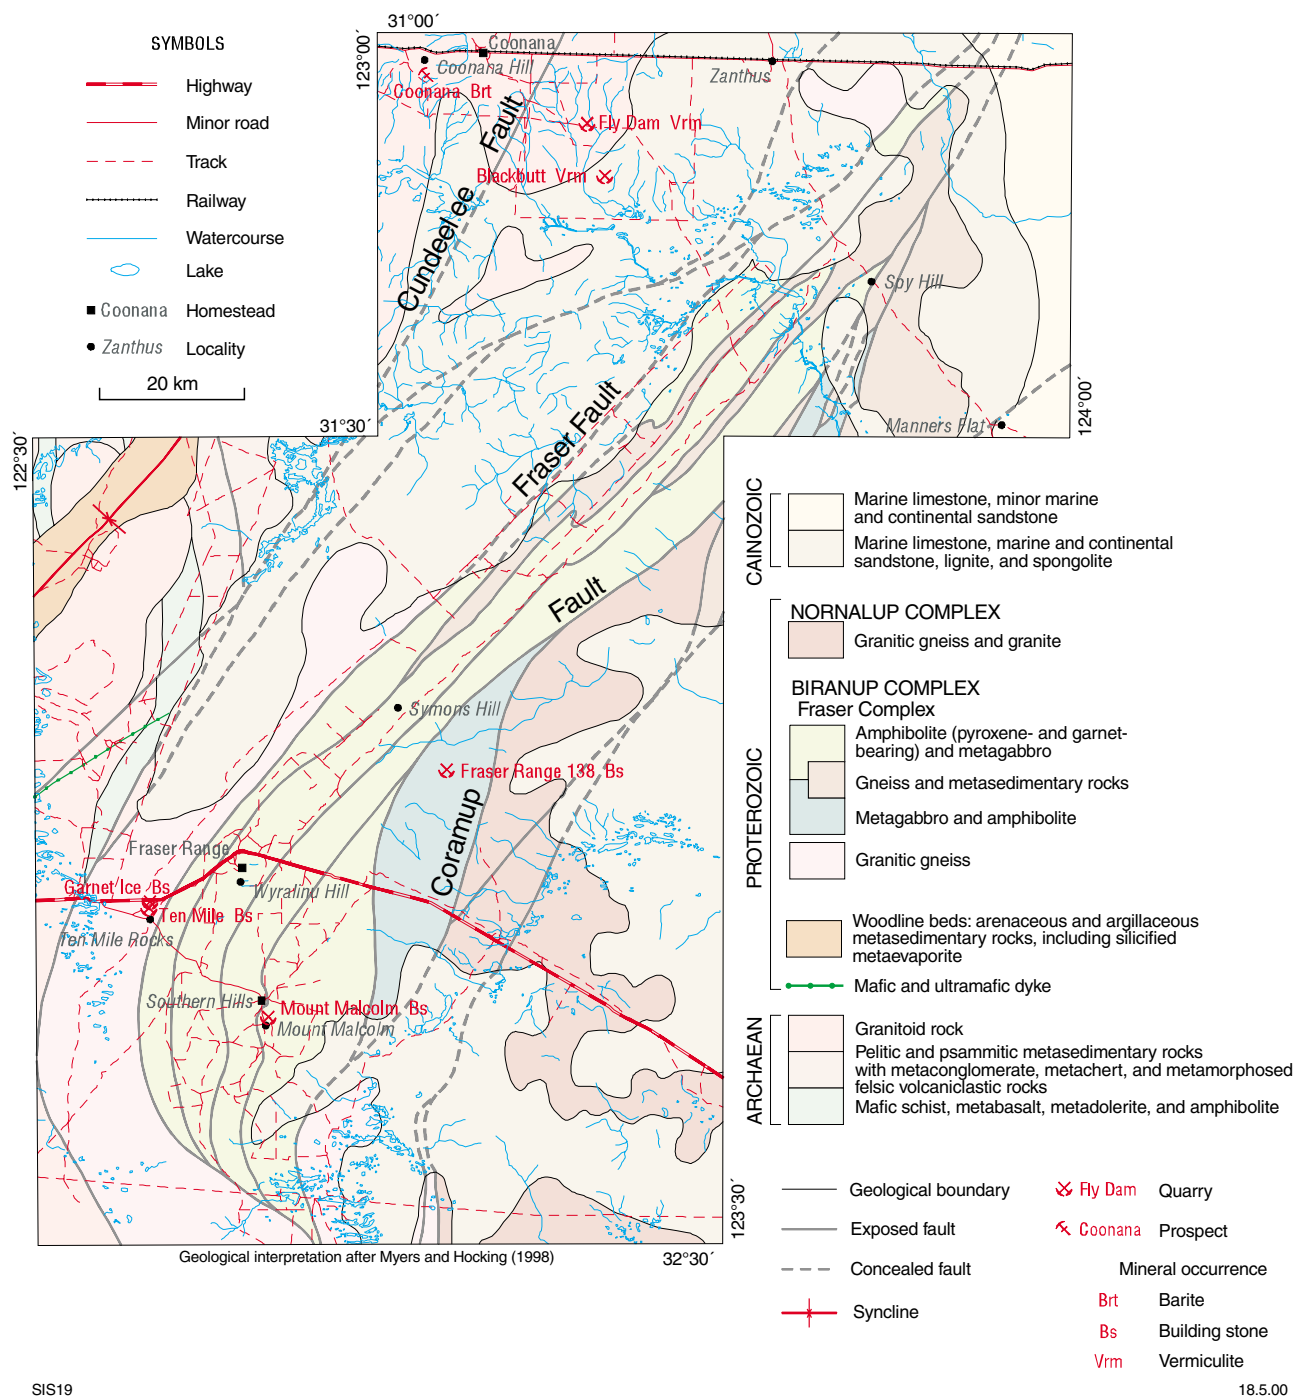 SYMBOLS
Highway
Minor road
Track
Railway
Watercourse
Lake
Coonana
Homestead
Zanthus
Locality
20 km
31°00´
123°00´
Coonana
Coonana Hill
Coonana Brt
Zanthus
Fly Dam Vrm
Blackbutt Vrm
Cundeelee Fault
Spy Hill
Manners Flat
124°00´
31°30´
122°30´
Fraser Fault
Fault
Symons Hill
Fraser Range 138 Bs
Coramup
Fraser Range
Wyralinu Hill
Garnet Ice Bs
Ten Mile Bs
Ten Mile Rocks
Southern Hills
Mount Malcolm Bs
Mount Malcolm
123°30´
32°30´
Geological interpretation after Myers and Hocking (1998)
CAINOZOIC
Marine limestone, minor marine
and continental sandstone
Marine limestone, marine and continental
sandstone, lignite, and spongolite
PROTEROZOIC
NORNALUP COMPLEX
Granitic gneiss and granite
BIRANUP COMPLEX
Fraser Complex
Amphibolite (pyroxene- and garnet-
bearing) and metagabbro
Gneiss and metasedimentary rocks
Metagabbro and amphibolite
Granitic gneiss
Woodline beds: arenaceous and argillaceous
metasedimentary rocks, including silicified
metaevaporite
Mafic and ultramafic dyke
ARCHAEAN
Granitoid rock
Pelitic and psammitic metasedimentary rocks
with metaconglomerate, metachert, and metamorphosed
felsic volcaniclastic rocks
Mafic schist, metabasalt, metadolerite, and amphibolite
Geological boundary
Exposed fault
Concealed fault
Syncline
Fly Dam
Quarry
Coonana
Prospect
Mineral occurrence
Brt
Barite
Bs
Building stone
Vrm
Vermiculite
SIS19
18.5.00